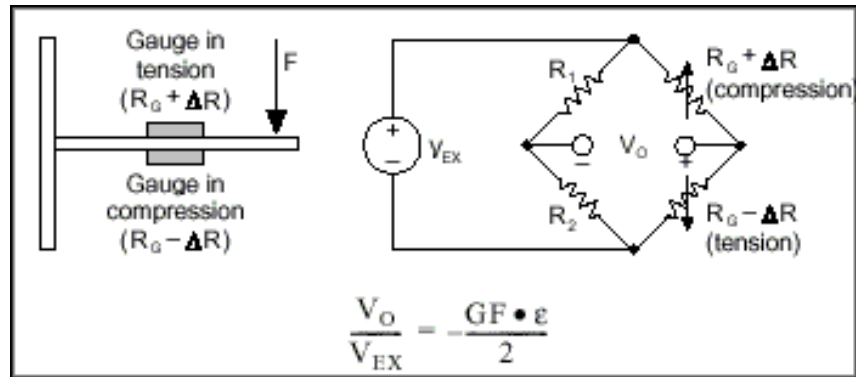 Gauge in
tension
(R_G + ΔR)
F
Gauge in
compression
(R_G − ΔR)
+
−
V_EX
R_1
R_2
−
V_O
+
R_G + ΔR
(compression)
R_G − ΔR
(tension)
V_O / V_EX = − GF • ε / 2